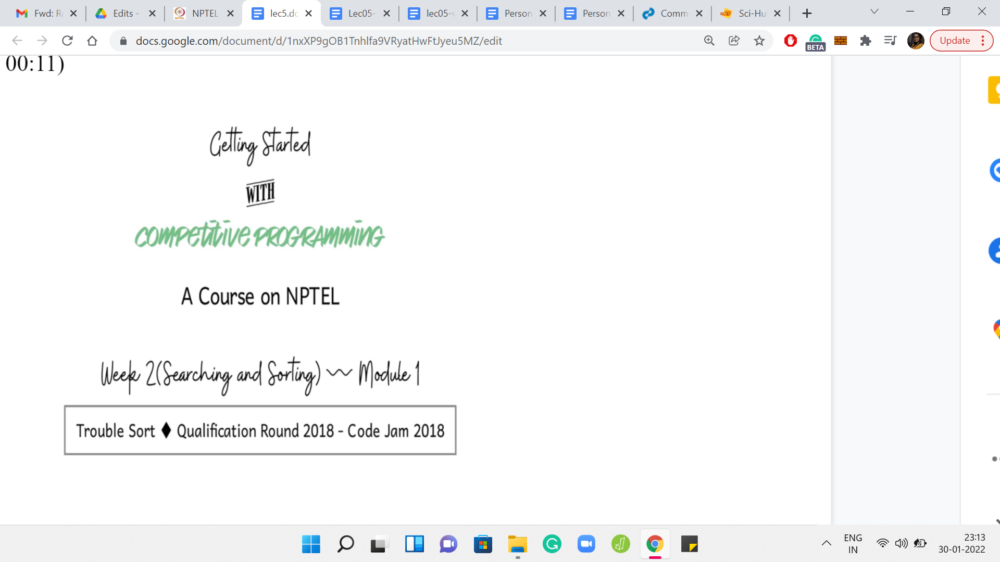 Fwd: Re
Edits -
NPTEL
lec5.do
Lec05-
lec05-v
Person
Person
Comm
Sci-Hu
docs.google.com/document/d/1nxXP9gOB1Tnhlfa9VRyatHwFtJyeu5MZ/edit
BETA
Update
00:11)
Getting Started
WITH
COMPETITIVE PROGRAMMING
A Course on NPTEL
Week 2(Searching and Sorting) ~ Module 1
Trouble Sort ♦ Qualification Round 2018 - Code Jam 2018
ENG
IN
23:13
30-01-2022